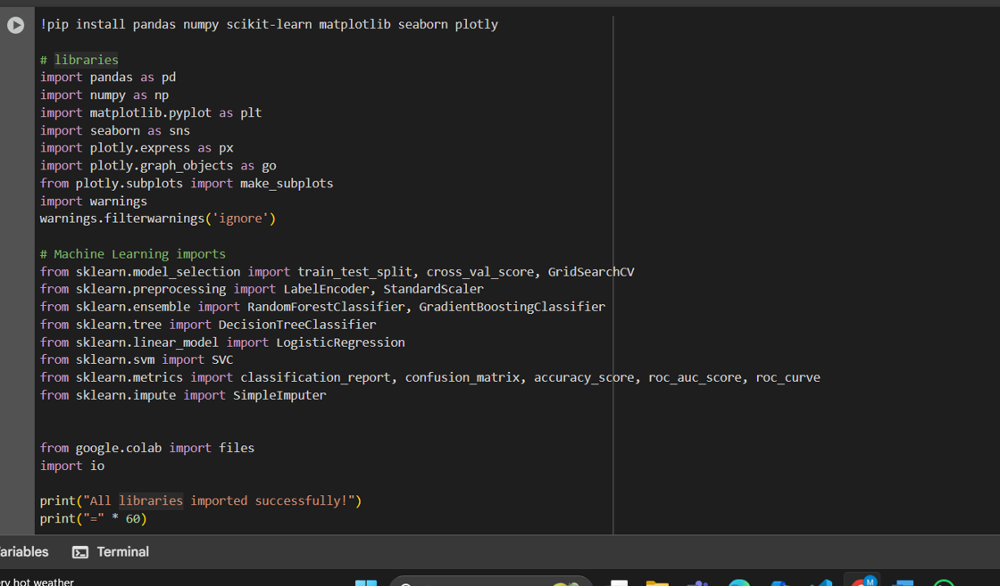 !pip install pandas numpy scikit-learn matplotlib seaborn plotly
# libraries
import pandas as pd
import numpy as np
import matplotlib.pyplot as plt
import seaborn as sns
import plotly.express as px
import plotly.graph_objects as go
from plotly.subplots import make_subplots
import warnings
warnings.filterwarnings('ignore')
# Machine Learning imports
from sklearn.model_selection import train_test_split, cross_val_score, GridSearchCV
from sklearn.preprocessing import LabelEncoder, StandardScaler
from sklearn.ensemble import RandomForestClassifier, GradientBoostingClassifier
from sklearn.tree import DecisionTreeClassifier
from sklearn.linear_model import LogisticRegression
from sklearn.svm import SVC
from sklearn.metrics import classification_report, confusion_matrix, accuracy_score, roc_auc_score, roc_curve
from sklearn.impute import SimpleImputer
from google.colab import files
import io
print("All libraries imported successfully!")
print("=" * 60)
ariables Terminal
ry hot weather
M